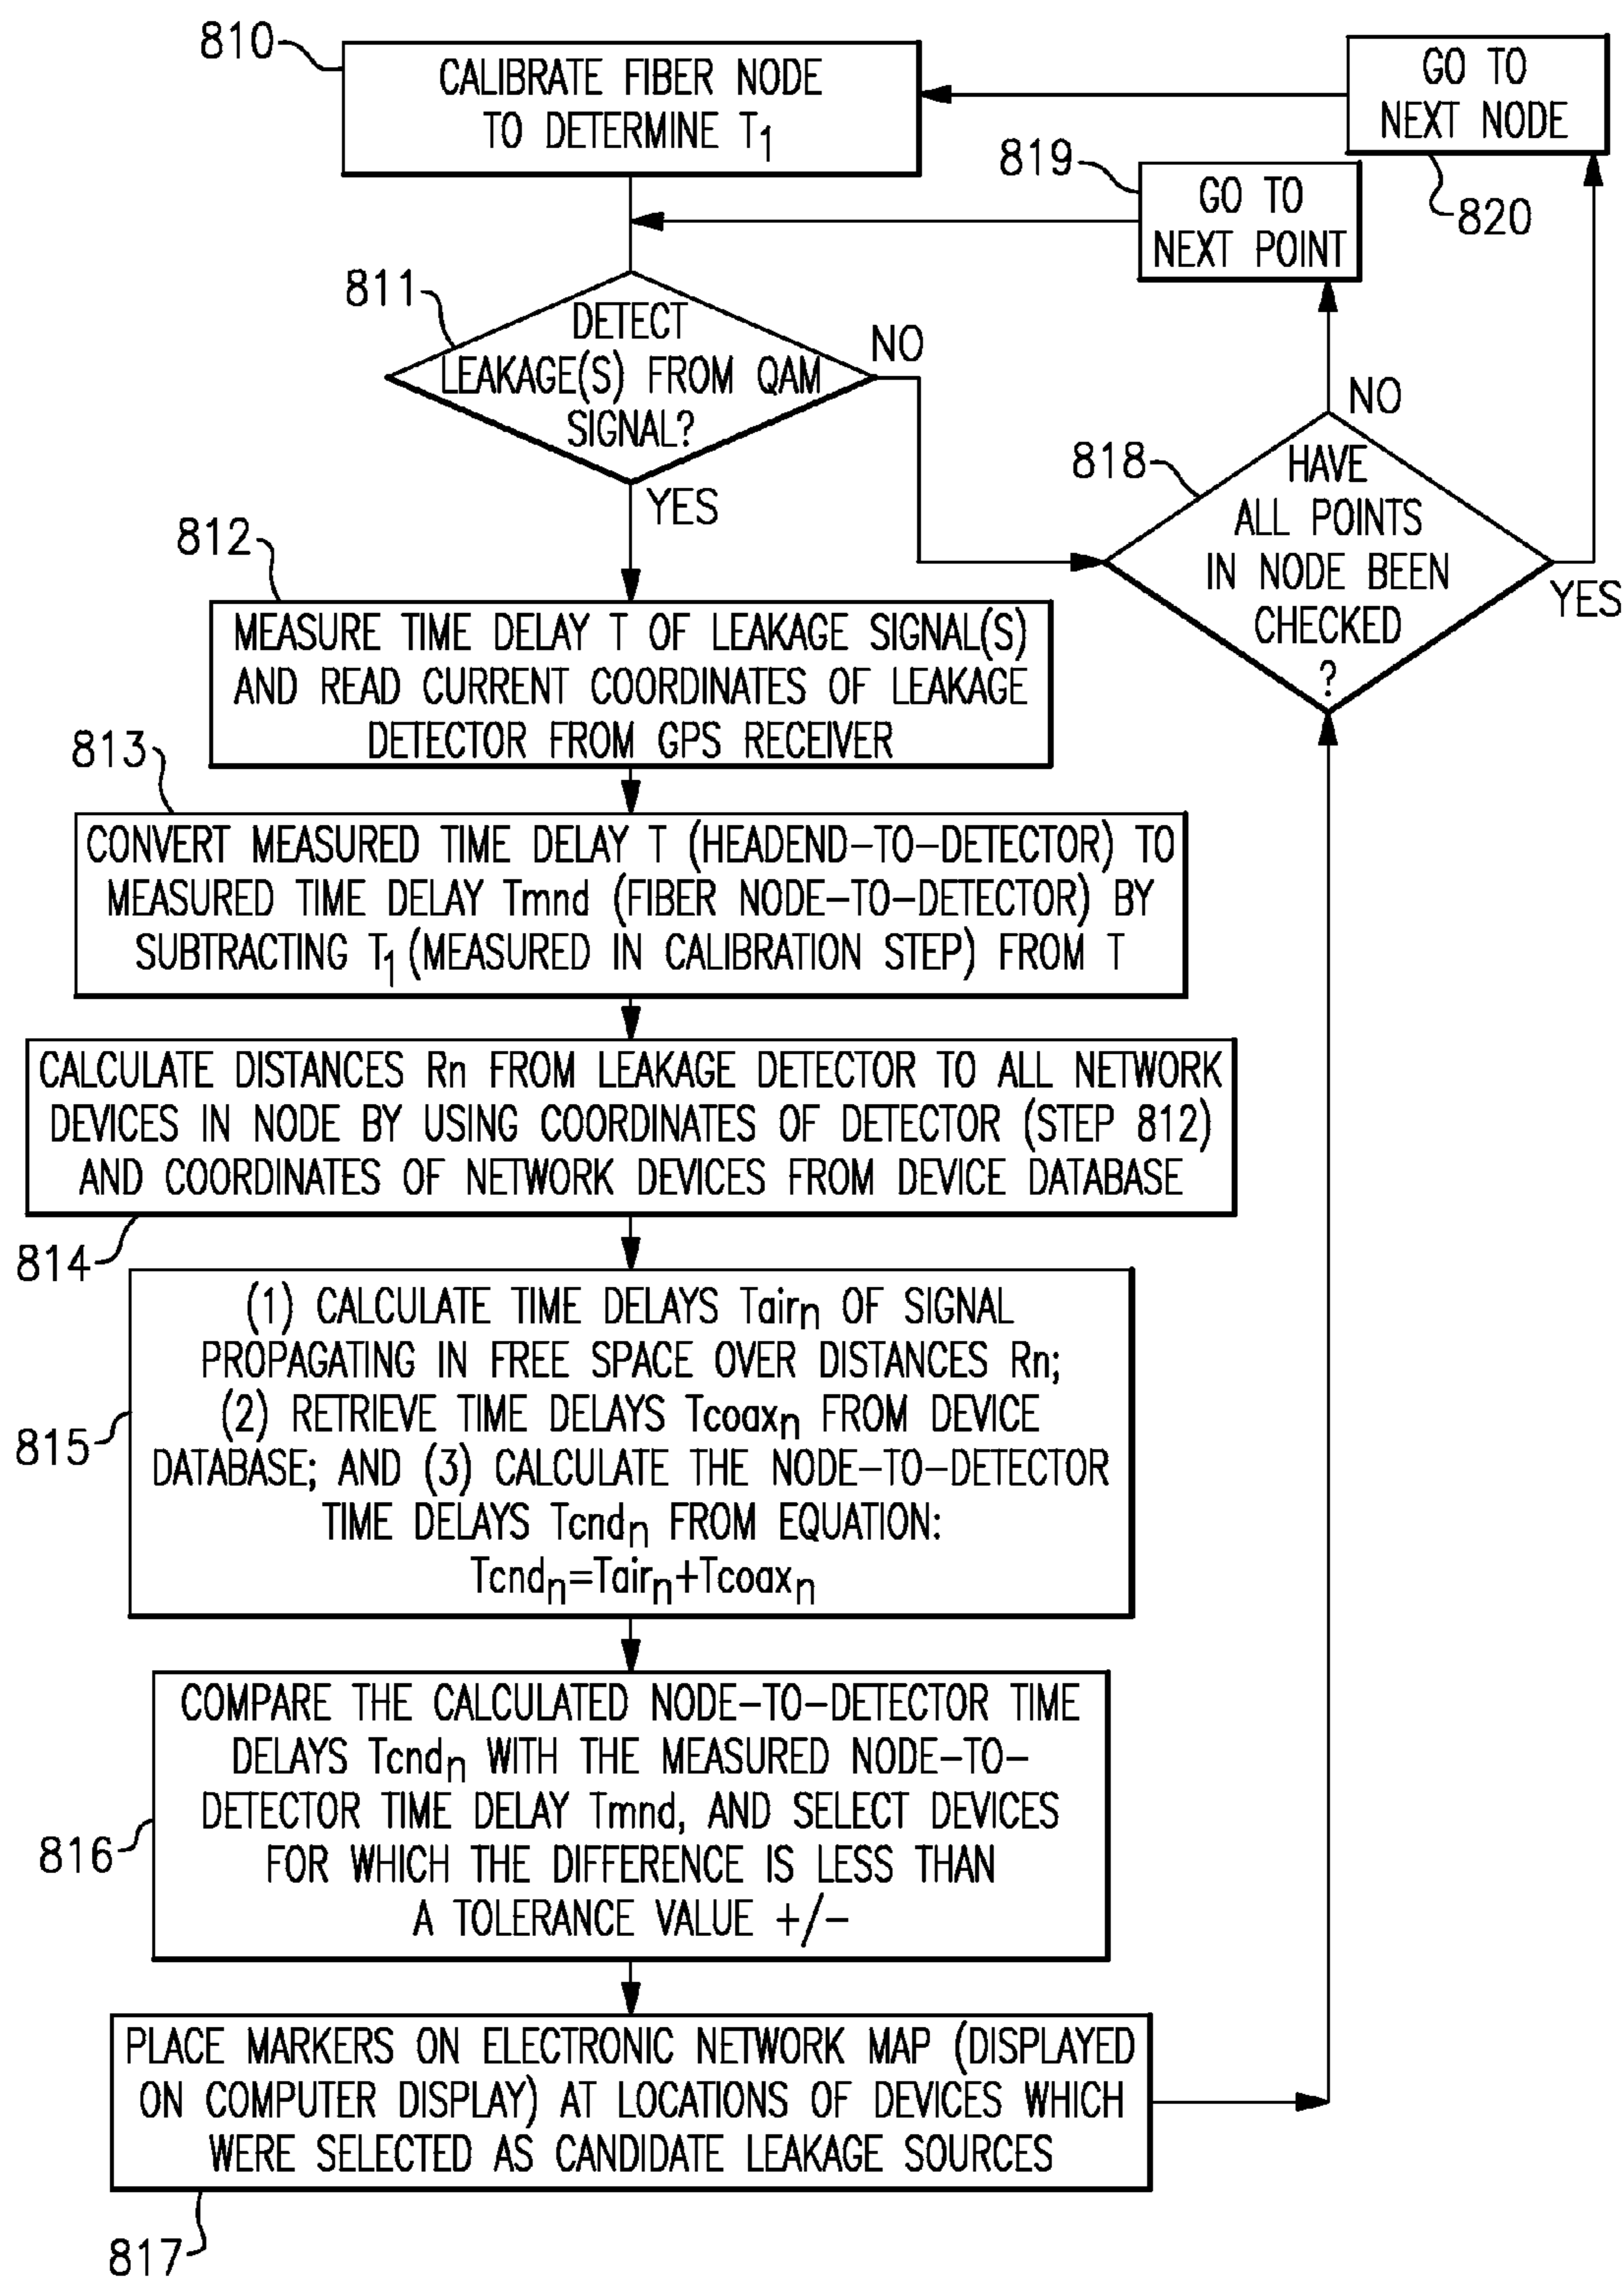 810
CALIBRATE FIBER NODE
TO DETERMINE T1
GO TO
NEXT NODE
820
819
GO TO
NEXT POINT
811
DETECT
LEAKAGE(S) FROM QAM
SIGNAL?
NO
YES
818
HAVE
ALL POINTS
IN NODE BEEN
CHECKED
?
NO
YES
812
MEASURE TIME DELAY T OF LEAKAGE SIGNAL(S)
AND READ CURRENT COORDINATES OF LEAKAGE
DETECTOR FROM GPS RECEIVER
813
CONVERT MEASURED TIME DELAY T (HEADEND-TO-DETECTOR) TO
MEASURED TIME DELAY Tmnd (FIBER NODE-TO-DETECTOR) BY
SUBTRACTING T1 (MEASURED IN CALIBRATION STEP) FROM T
CALCULATE DISTANCES Rn FROM LEAKAGE DETECTOR TO ALL NETWORK
DEVICES IN NODE BY USING COORDINATES OF DETECTOR (STEP 812)
AND COORDINATES OF NETWORK DEVICES FROM DEVICE DATABASE
814
(1) CALCULATE TIME DELAYS Tairn OF SIGNAL
PROPAGATING IN FREE SPACE OVER DISTANCES Rn;
(2) RETRIEVE TIME DELAYS Tcoaxn FROM DEVICE
DATABASE; AND (3) CALCULATE THE NODE-TO-DETECTOR
TIME DELAYS Tcndn FROM EQUATION:
Tcndn=Tairn+Tcoaxn
815
COMPARE THE CALCULATED NODE-TO-DETECTOR TIME
DELAYS Tcndn WITH THE MEASURED NODE-TO-
DETECTOR TIME DELAY Tmnd, AND SELECT DEVICES
FOR WHICH THE DIFFERENCE IS LESS THAN
A TOLERANCE VALUE +/-
816
PLACE MARKERS ON ELECTRONIC NETWORK MAP (DISPLAYED
ON COMPUTER DISPLAY) AT LOCATIONS OF DEVICES WHICH
WERE SELECTED AS CANDIDATE LEAKAGE SOURCES
817